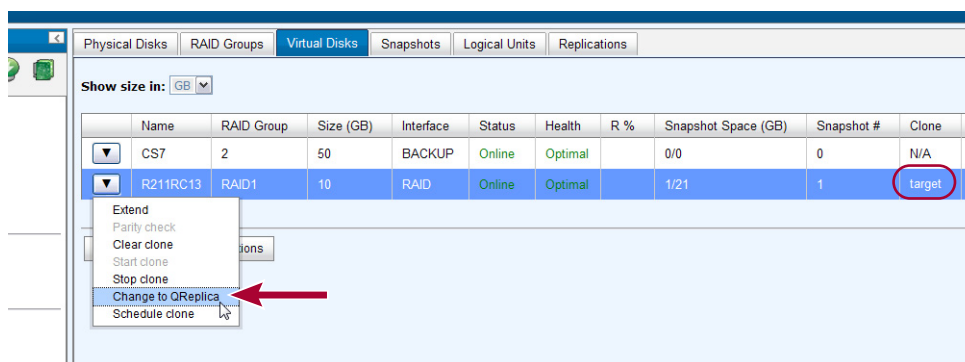 Physical Disks RAID Groups Virtual Disks Snapshots Logical Units Replications
Show size in: GB
Name RAID Group Size (GB) Interface Status Health R % Snapshot Space (GB) Snapshot # Clone
CS7 2 50 BACKUP Online Optimal 0/0 0 N/A
R211RC13 RAID1 10 RAID Online Optimal 1/21 1 target
Extend
Parity check
Clear clone
Start clone
Stop clone
Change to QReplica
Schedule clone